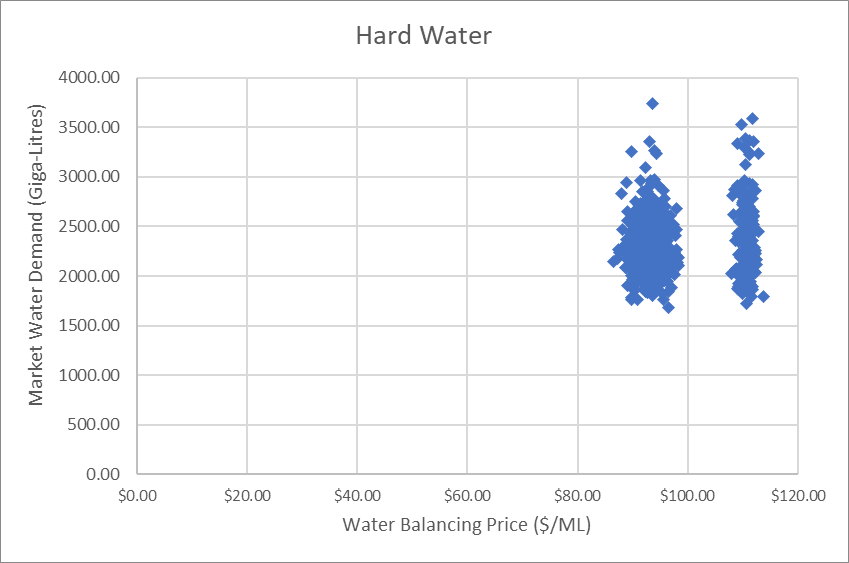 Hard Water
Market Water Demand (Giga-Litres)
4000.00
3500.00
3000.00
2500.00
2000.00
1500.00
1000.00
500.00
0.00
$0.00 $20.00 $40.00 $60.00 $80.00 $100.00 $120.00
Water Balancing Price ($/ML)